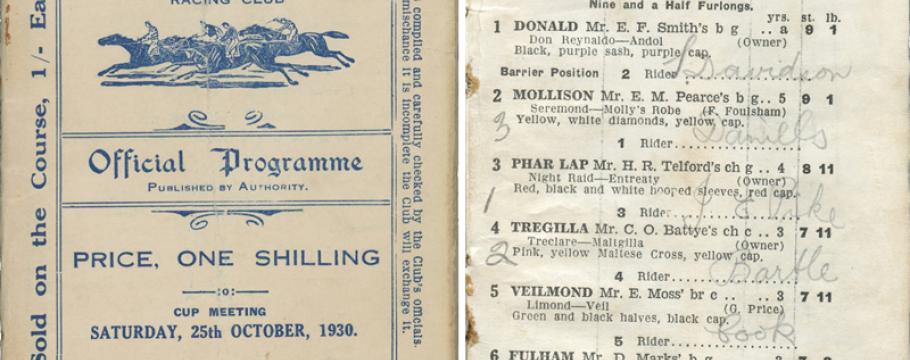 RACING CLUB
Official Programme
PUBLISHED BY AUTHORITY.
PRICE, ONE SHILLING
:o:
CUP MEETING
SATURDAY, 25th OCTOBER, 1930.
Sold on the Course, 1/- Ea
s compiled and carefully checked by the Club's officials.
mischance it is incomplete the Club will exchange it.
Nine and a Half Furlongs.
yrs. st. lb.
1 DONALD Mr. E. F. Smith's b g .. a 9 1
Don Reynaldo—Andol (Owner)
Black, purple sash, purple cap.
Barrier Position 2 Rider Davidson
2 MOLLISON Mr. E. M. Pearce's b g.. 5 9 1
Seremond—Molly's Robe (F. Foulsham)
3 Yellow, white diamonds, yellow cap.
1 Rider Daniells
3 PHAR LAP Mr. H. R. Telford's ch g .. 4 8 11
Night Raid—Entreaty (Owner)
Red, black and white hooped sleeves, red cap.
1
3 Rider J E Pike
4 TREGILLA Mr. C. O. Battye's ch c .. 3 7 11
Treclare—Maltgilla (Owner)
2 Pink, yellow Maltese Cross, yellow cap.
4 Rider Bartle
5 VEILMOND Mr. E. Moss' br c .. .. 3 7 11
Limond—Veil (G. Price)
Green and black halves, black cap.
5 Rider Cook
6 FULHAM Mr. D. Marks' b g